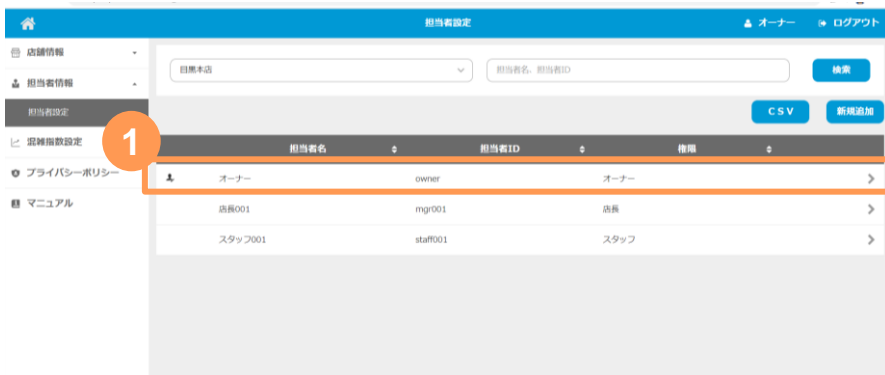 担当者設定 オーナー ログアウト
店舗情報
目黒本店 担当者名、担当者ID 検索
担当者情報
担当者設定 CSV 新規追加
混雑指数設定
1
担当者名 担当者ID 権限
プライバシーポリシー
オーナー owner オーナー
マニュアル
店長001 mgr001 店長
スタッフ001 staff001 スタッフ